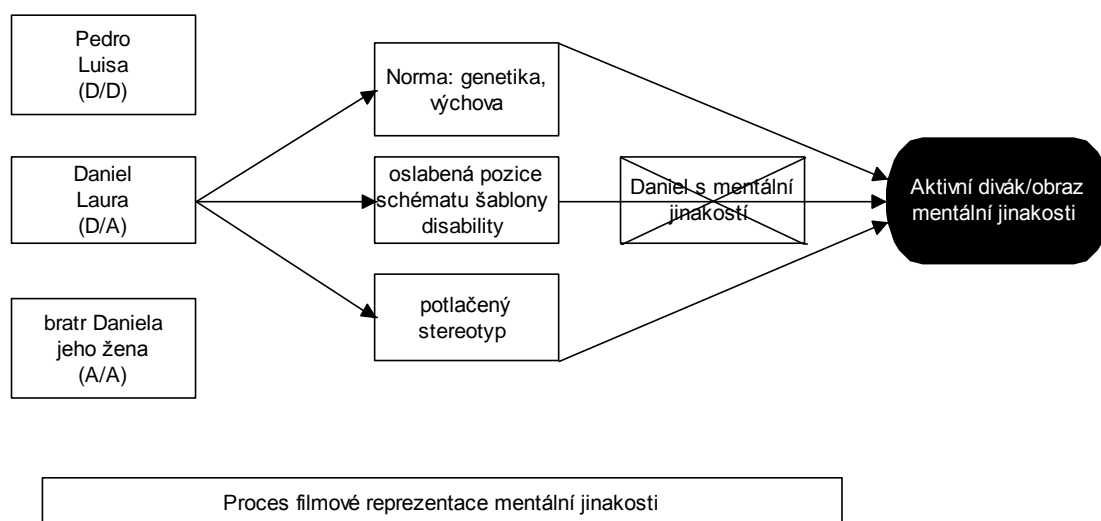 Pedro
Luisa
(D/D)
Daniel
Laura
(D/A)
bratr Daniela
jeho žena
(A/A)
Norma: genetika,
výchova
oslabená pozice
schématu šablony
disability
potlačený
stereotyp
Daniel s mentální
jinakostí
Aktivní divák/obraz
mentální jinakosti
Proces filmové reprezentace mentální jinakosti